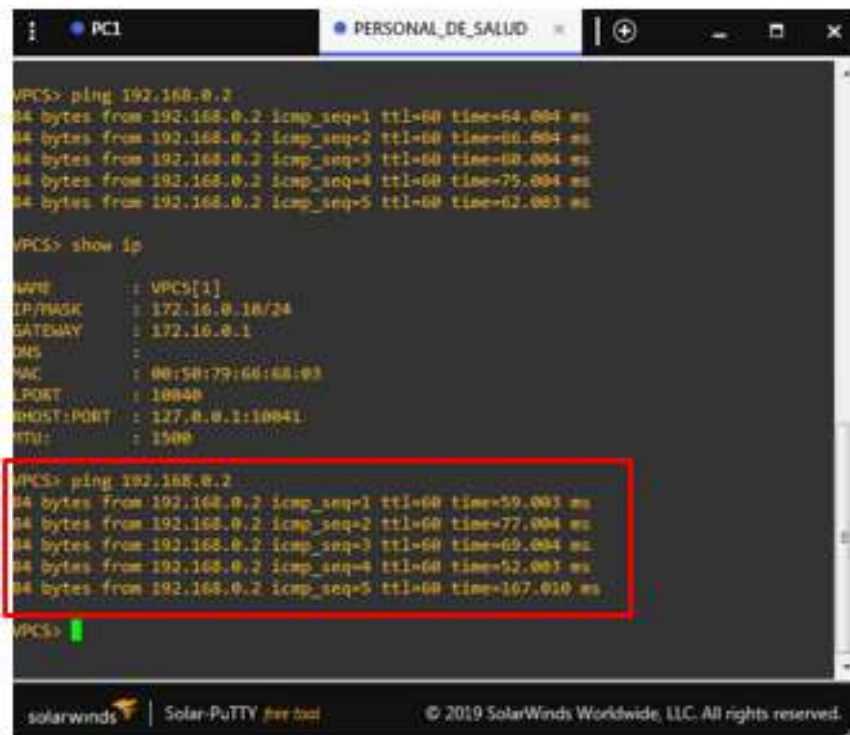 PC1
PERSONAL_DE_SALUD
VPCS> ping 192.168.0.2
84 bytes from 192.168.0.2 icmp_seq=1 ttl=60 time=64.004 ms
84 bytes from 192.168.0.2 icmp_seq=2 ttl=60 time=66.004 ms
84 bytes from 192.168.0.2 icmp_seq=3 ttl=60 time=60.004 ms
84 bytes from 192.168.0.2 icmp_seq=4 ttl=60 time=75.004 ms
84 bytes from 192.168.0.2 icmp_seq=5 ttl=60 time=62.003 ms
VPCS> show ip
NAME : VPCS[1]
IP/MASK : 172.16.0.10/24
GATEWAY : 172.16.0.1
DNS :
MAC : 00:50:79:66:68:03
LPORT : 10040
RHOST:PORT : 127.0.0.1:10041
MTU: : 1500
VPCS> ping 192.168.0.2
84 bytes from 192.168.0.2 icmp_seq=1 ttl=60 time=59.003 ms
84 bytes from 192.168.0.2 icmp_seq=2 ttl=60 time=77.004 ms
84 bytes from 192.168.0.2 icmp_seq=3 ttl=60 time=69.004 ms
84 bytes from 192.168.0.2 icmp_seq=4 ttl=60 time=52.003 ms
84 bytes from 192.168.0.2 icmp_seq=5 ttl=60 time=167.010 ms
VPCS>
solarwinds Solar-PuTTY free tool © 2019 SolarWinds Worldwide, LLC. All rights reserved.